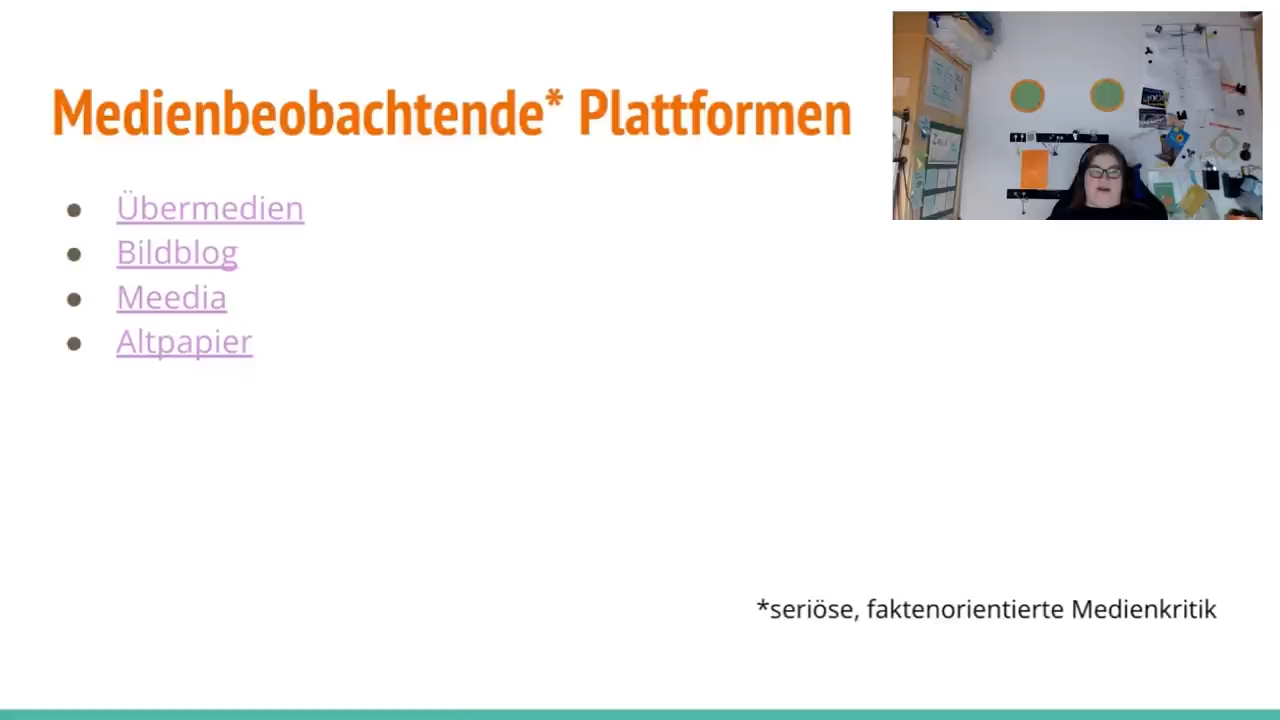 Medienbeobachtende* Plattformen
Übermedien
Bildblog
Meedia
Altpapier
*seriöse, faktenorientierte Medienkritik